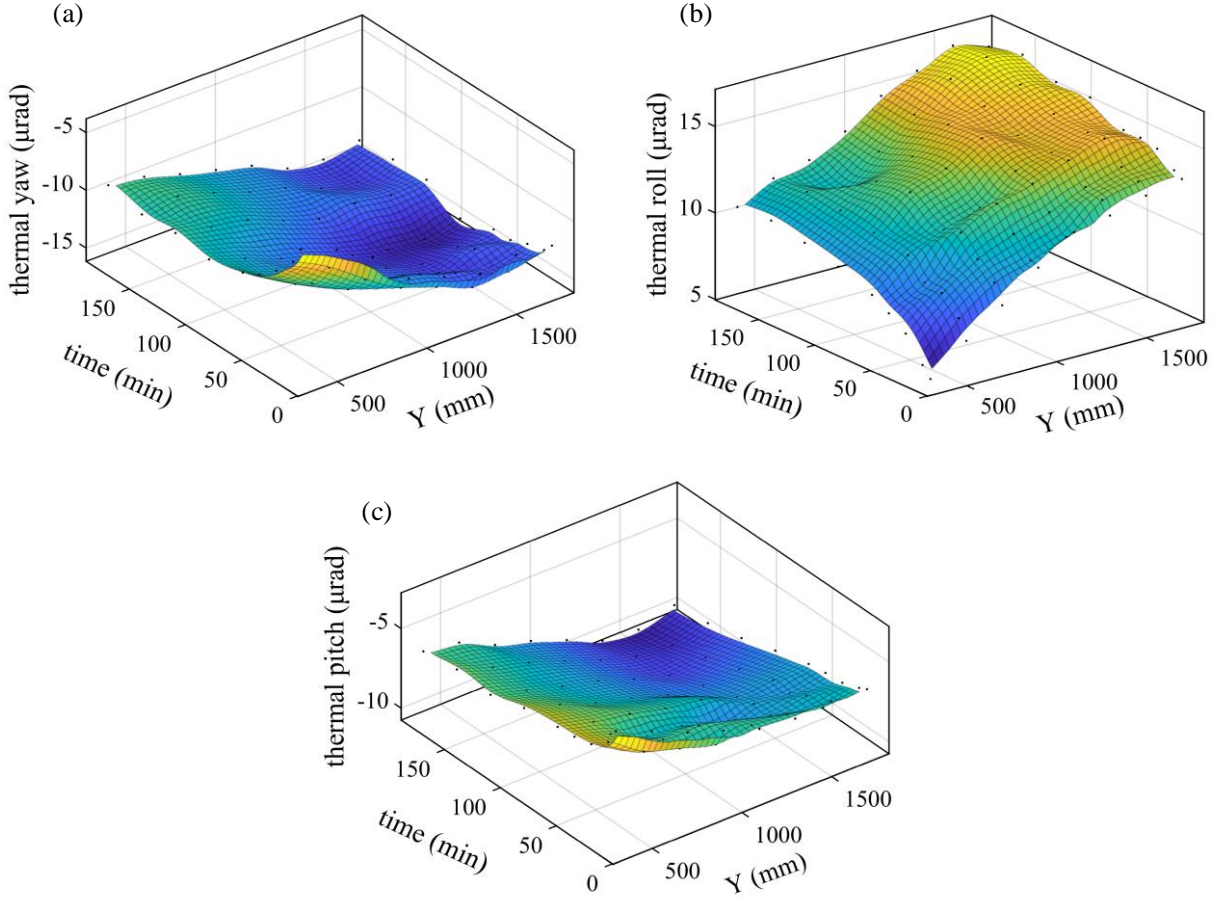 (a)
thermal yaw (μrad)
-5
-10
-15
150
100
50
0
time (min)
500
1000
1500
Y (mm)
(b)
thermal roll (μrad)
15
10
5
150
100
50
0
time (min)
500
1000
1500
Y (mm)
(c)
thermal pitch (μrad)
-5
-10
150
100
50
0
time (min)
500
1000
1500
Y (mm)